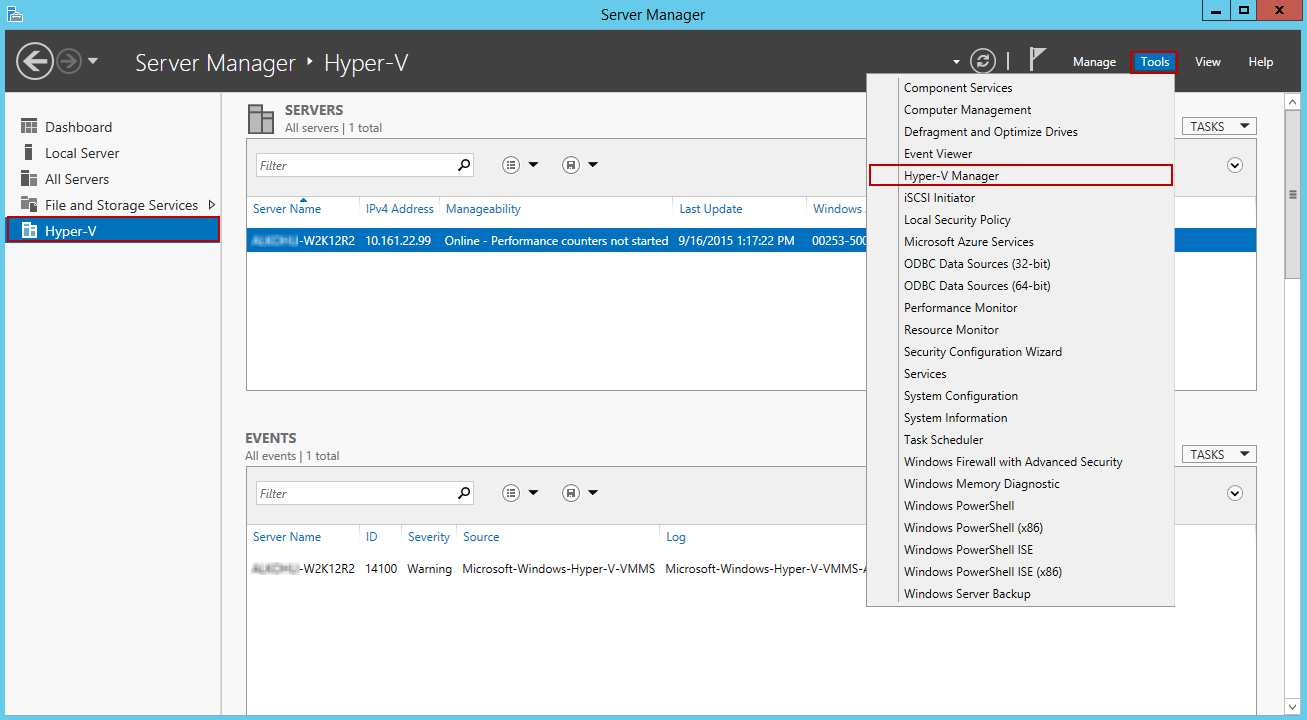 Server Manager
Server Manager ‣ Hyper-V
Manage Tools View Help
Dashboard
Local Server
All Servers
File and Storage Services
Hyper-V
SERVERS
All servers | 1 total
TASKS
Filter
Server Name IPv4 Address Manageability Last Update Windows
-W2K12R2 10.161.22.99 Online - Performance counters not started 9/16/2015 1:17:22 PM 00253-500
EVENTS
All events | 1 total
TASKS
Filter
Server Name ID Severity Source Log
-W2K12R2 14100 Warning Microsoft-Windows-Hyper-V-VMMS Microsoft-Windows-Hyper-V-VMMS-
Component Services
Computer Management
Defragment and Optimize Drives
Event Viewer
Hyper-V Manager
iSCSI Initiator
Local Security Policy
Microsoft Azure Services
ODBC Data Sources (32-bit)
ODBC Data Sources (64-bit)
Performance Monitor
Resource Monitor
Security Configuration Wizard
Services
System Configuration
System Information
Task Scheduler
Windows Firewall with Advanced Security
Windows Memory Diagnostic
Windows PowerShell
Windows PowerShell (x86)
Windows PowerShell ISE
Windows PowerShell ISE (x86)
Windows Server Backup